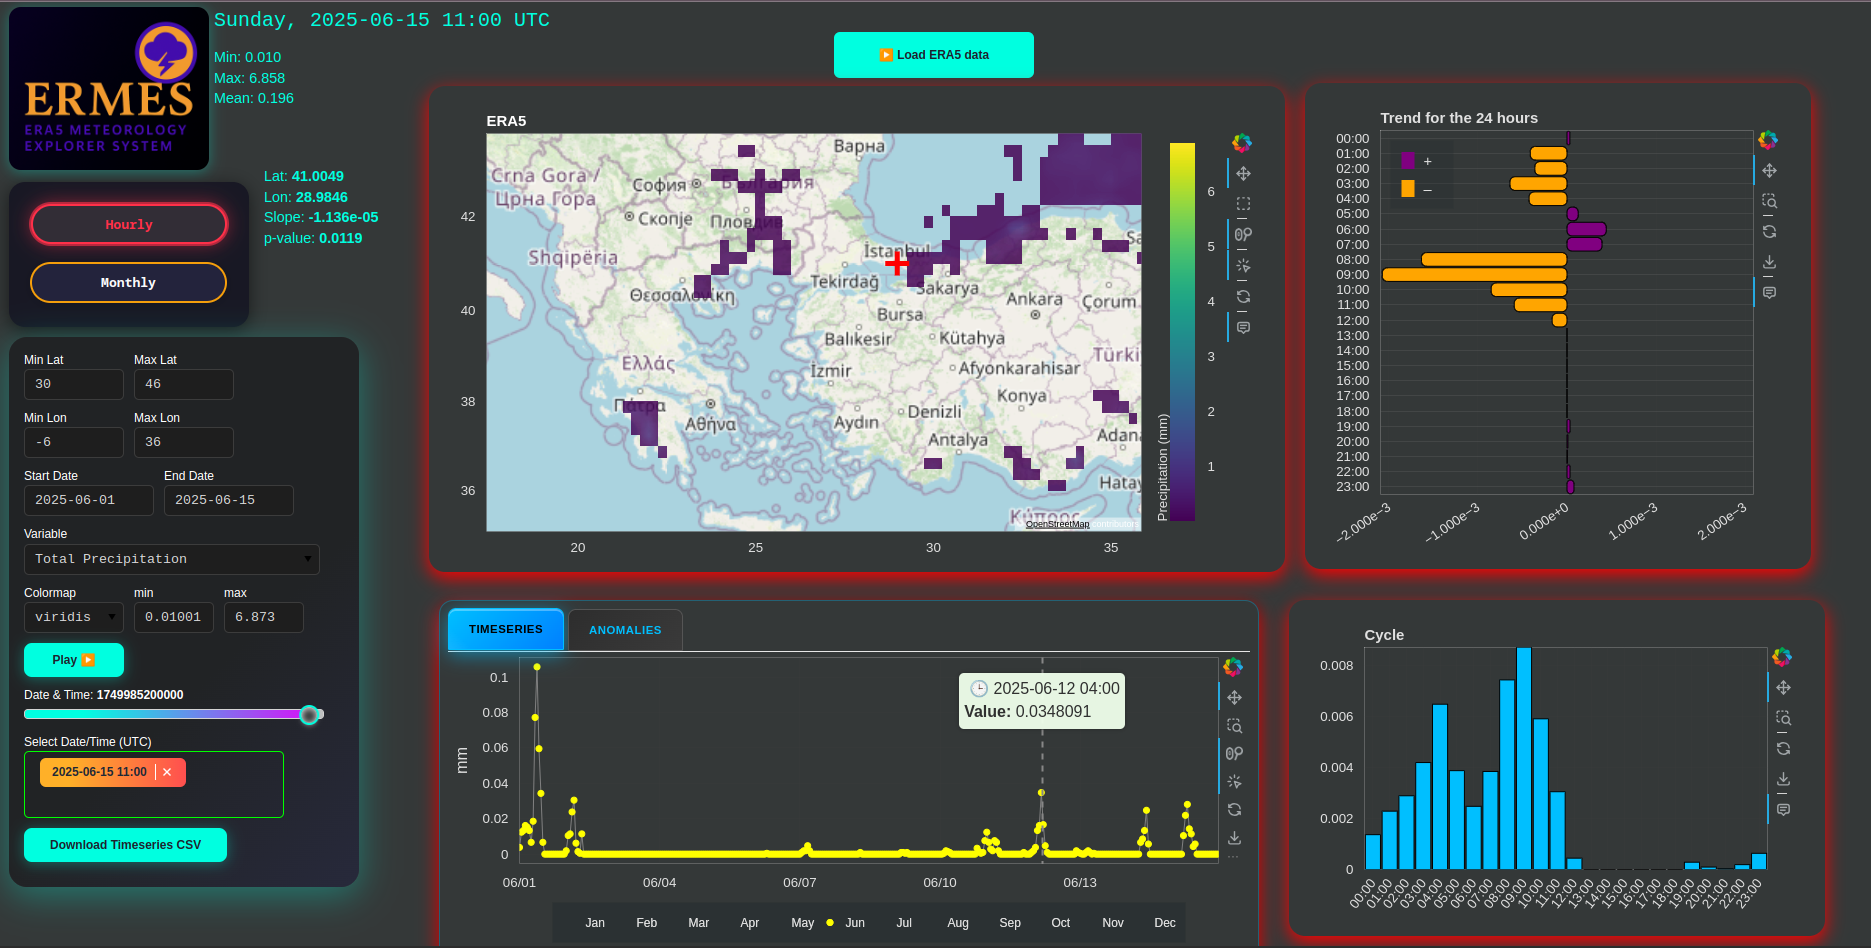 ERMES
ERA5 METEOROLOGY
EXPLORER SYSTEM
Sunday, 2025-06-15 11:00 UTC
Min: 0.010
Max: 6.858
Mean: 0.196
Lat: 41.0049
Lon: 28.9846
Slope: -1.136e-05
p-value: 0.0119
Hourly
Monthly
Min Lat
Max Lat
30
46
Min Lon
Max Lon
-6
36
Start Date
End Date
2025-06-01
2025-06-15
Variable
Total Precipitation
Colormap
min
max
viridis
0.01001
6.873
Play
Date & Time: 1749985200000
Select Date/Time (UTC)
2025-06-15 11:00 ×
Download Timeseries CSV
Load ERA5 data
ERA5
Варна
Crna Gora /
Црна Гора
София
България
Скопје
Пловдив
İstanbul
Shqipëria
Tekirdağ
Sakarya
Θεσσαλονίκη
Ankara
Çorum
Bursa
Balıkesir
Kütahya
Ελλάς
Türki
İzmir
Afyonkarahisar
Konya
Πάτρα
Αθήνα
Aydın
Denizli
Antalya
Adana
Hatay
Κύπρος
OpenStreetMap contributors
42
40
38
36
20
25
30
35
6
5
4
3
2
1
Precipitation (mm)
Trend for the 24 hours
+
–
00:00
01:00
02:00
03:00
04:00
05:00
06:00
07:00
08:00
09:00
10:00
11:00
12:00
13:00
14:00
15:00
16:00
17:00
18:00
19:00
20:00
21:00
22:00
23:00
−2.000e−3
−1.000e−3
0.000e+0
1.000e−3
2.000e−3
TIMESERIES
ANOMALIES
2025-06-12 04:00
Value: 0.0348091
mm
0.1
0.08
0.06
0.04
0.02
0
06/01
06/04
06/07
06/10
06/13
Jan
Feb
Mar
Apr
May
Jun
Jul
Aug
Sep
Oct
Nov
Dec
Cycle
0.008
0.006
0.004
0.002
0
00:00
01:00
02:00
03:00
04:00
05:00
06:00
07:00
08:00
09:00
10:00
11:00
12:00
13:00
14:00
15:00
16:00
17:00
18:00
19:00
20:00
21:00
22:00
23:00